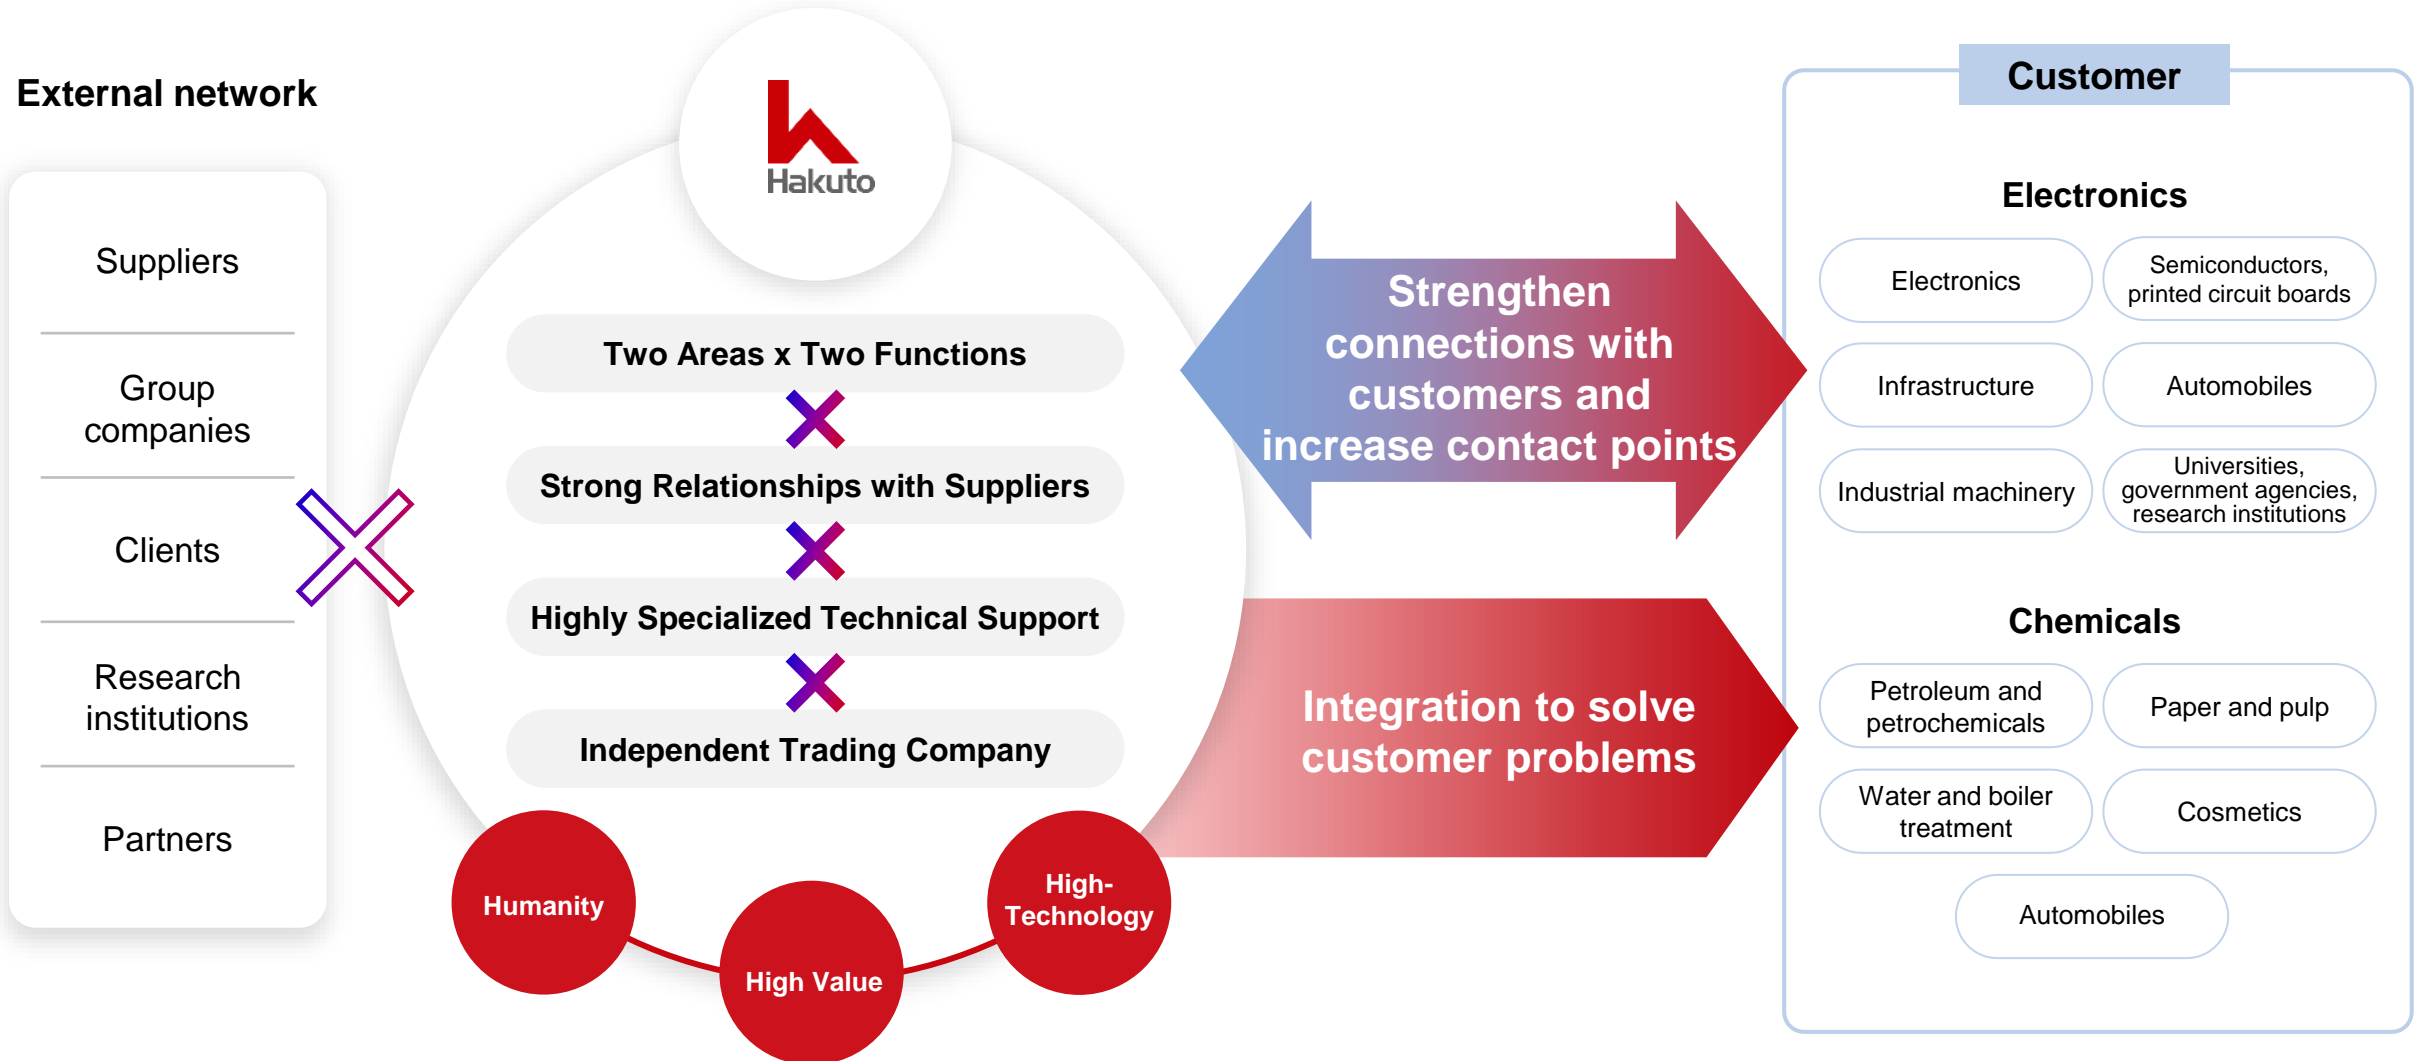 External network
Suppliers
Group
companies
Clients
Research
institutions
Partners
Hakuto
Two Areas x Two Functions
Strong Relationships with Suppliers
Highly Specialized Technical Support
Independent Trading Company
Humanity
High Value
High-
Technology
Strengthen
connections with
customers and
increase contact points
Integration to solve
customer problems
Customer
Electronics
Electronics
Semiconductors,
printed circuit boards
Infrastructure
Automobiles
Industrial machinery
Universities,
government agencies,
research institutions
Chemicals
Petroleum and
petrochemicals
Paper and pulp
Water and boiler
treatment
Cosmetics
Automobiles